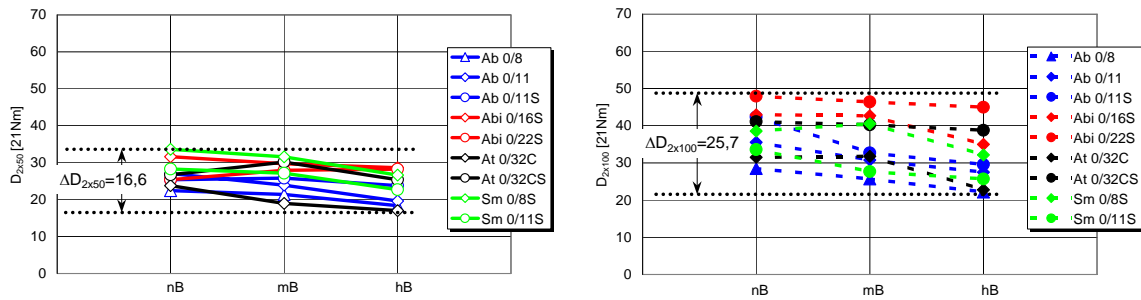 70
60
50
40
30
20
10
0
D2x50 [21Nm]
ΔD2x50=16,6
nB
mB
hB
Ab 0/8
Ab 0/11
Ab 0/11S
Abi 0/16S
Abi 0/22S
At 0/32C
At 0/32CS
Sm 0/8S
Sm 0/11S
70
60
50
40
30
20
10
0
D2x100 [21Nm]
ΔD2x100=25,7
nB
mB
hB
Ab 0/8
Ab 0/11
Ab 0/11S
Abi 0/16S
Abi 0/22S
At 0/32C
At 0/32CS
Sm 0/8S
Sm 0/11S